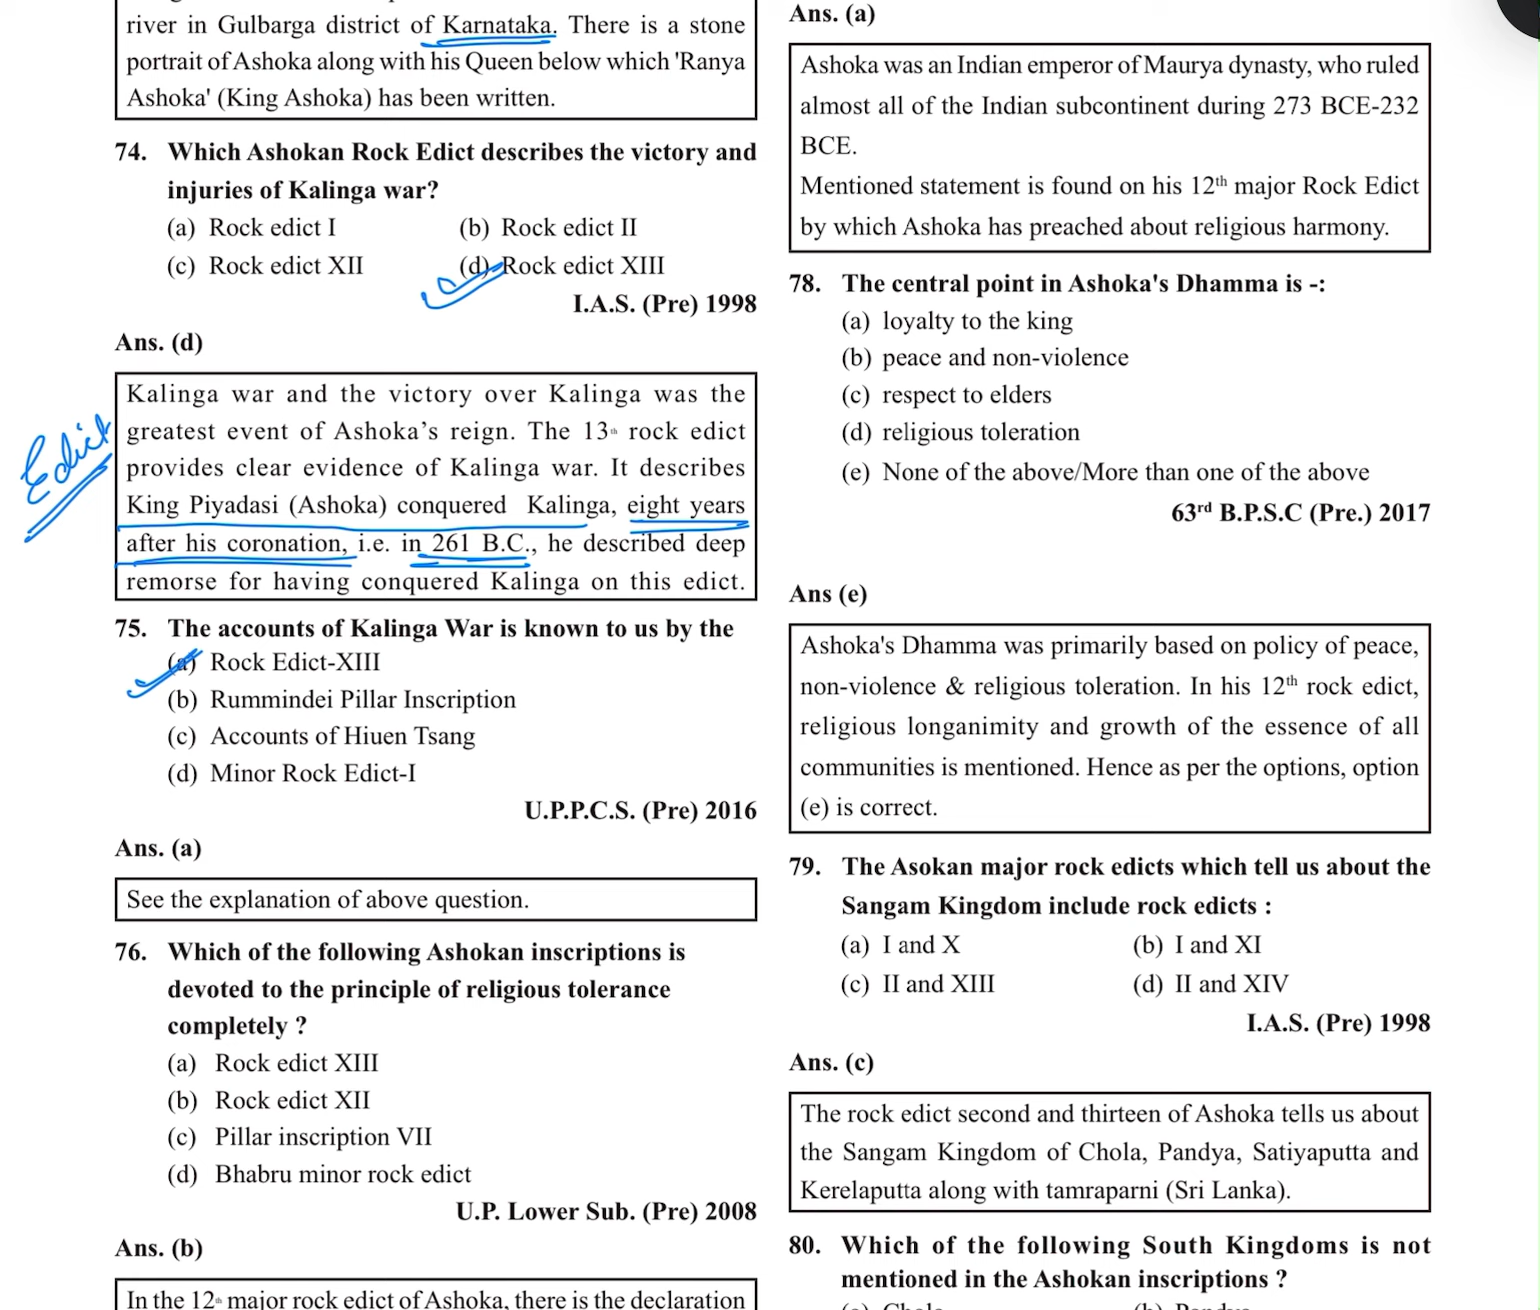 river in Gulbarga district of Karnataka. There is a stone
portrait of Ashoka along with his Queen below which 'Ranya
Ashoka' (King Ashoka) has been written.
74. Which Ashokan Rock Edict describes the victory and
injuries of Kalinga war?
(a) Rock edict I (b) Rock edict II
(c) Rock edict XII (d) Rock edict XIII
I.A.S. (Pre) 1998
Ans. (d)
Kalinga war and the victory over Kalinga was the
greatest event of Ashoka’s reign. The 13th rock edict
provides clear evidence of Kalinga war. It describes
King Piyadasi (Ashoka) conquered Kalinga, eight years
after his coronation, i.e. in 261 B.C., he described deep
remorse for having conquered Kalinga on this edict.
Edict
75. The accounts of Kalinga War is known to us by the
(a) Rock Edict-XIII
(b) Rummindei Pillar Inscription
(c) Accounts of Hiuen Tsang
(d) Minor Rock Edict-I
U.P.P.C.S. (Pre) 2016
Ans. (a)
See the explanation of above question.
76. Which of the following Ashokan inscriptions is
devoted to the principle of religious tolerance
completely ?
(a) Rock edict XIII
(b) Rock edict XII
(c) Pillar inscription VII
(d) Bhabru minor rock edict
U.P. Lower Sub. (Pre) 2008
Ans. (b)
In the 12th major rock edict of Ashoka, there is the declaration
Ans. (a)
Ashoka was an Indian emperor of Maurya dynasty, who ruled
almost all of the Indian subcontinent during 273 BCE-232
BCE.
Mentioned statement is found on his 12th major Rock Edict
by which Ashoka has preached about religious harmony.
78. The central point in Ashoka's Dhamma is -:
(a) loyalty to the king
(b) peace and non-violence
(c) respect to elders
(d) religious toleration
(e) None of the above/More than one of the above
63rd B.P.S.C (Pre.) 2017
Ans (e)
Ashoka's Dhamma was primarily based on policy of peace,
non-violence & religious toleration. In his 12th rock edict,
religious longanimity and growth of the essence of all
communities is mentioned. Hence as per the options, option
(e) is correct.
79. The Asokan major rock edicts which tell us about the
Sangam Kingdom include rock edicts :
(a) I and X (b) I and XI
(c) II and XIII (d) II and XIV
I.A.S. (Pre) 1998
Ans. (c)
The rock edict second and thirteen of Ashoka tells us about
the Sangam Kingdom of Chola, Pandya, Satiyaputta and
Kerelaputta along with tamraparni (Sri Lanka).
80. Which of the following South Kingdoms is not
mentioned in the Ashokan inscriptions ?